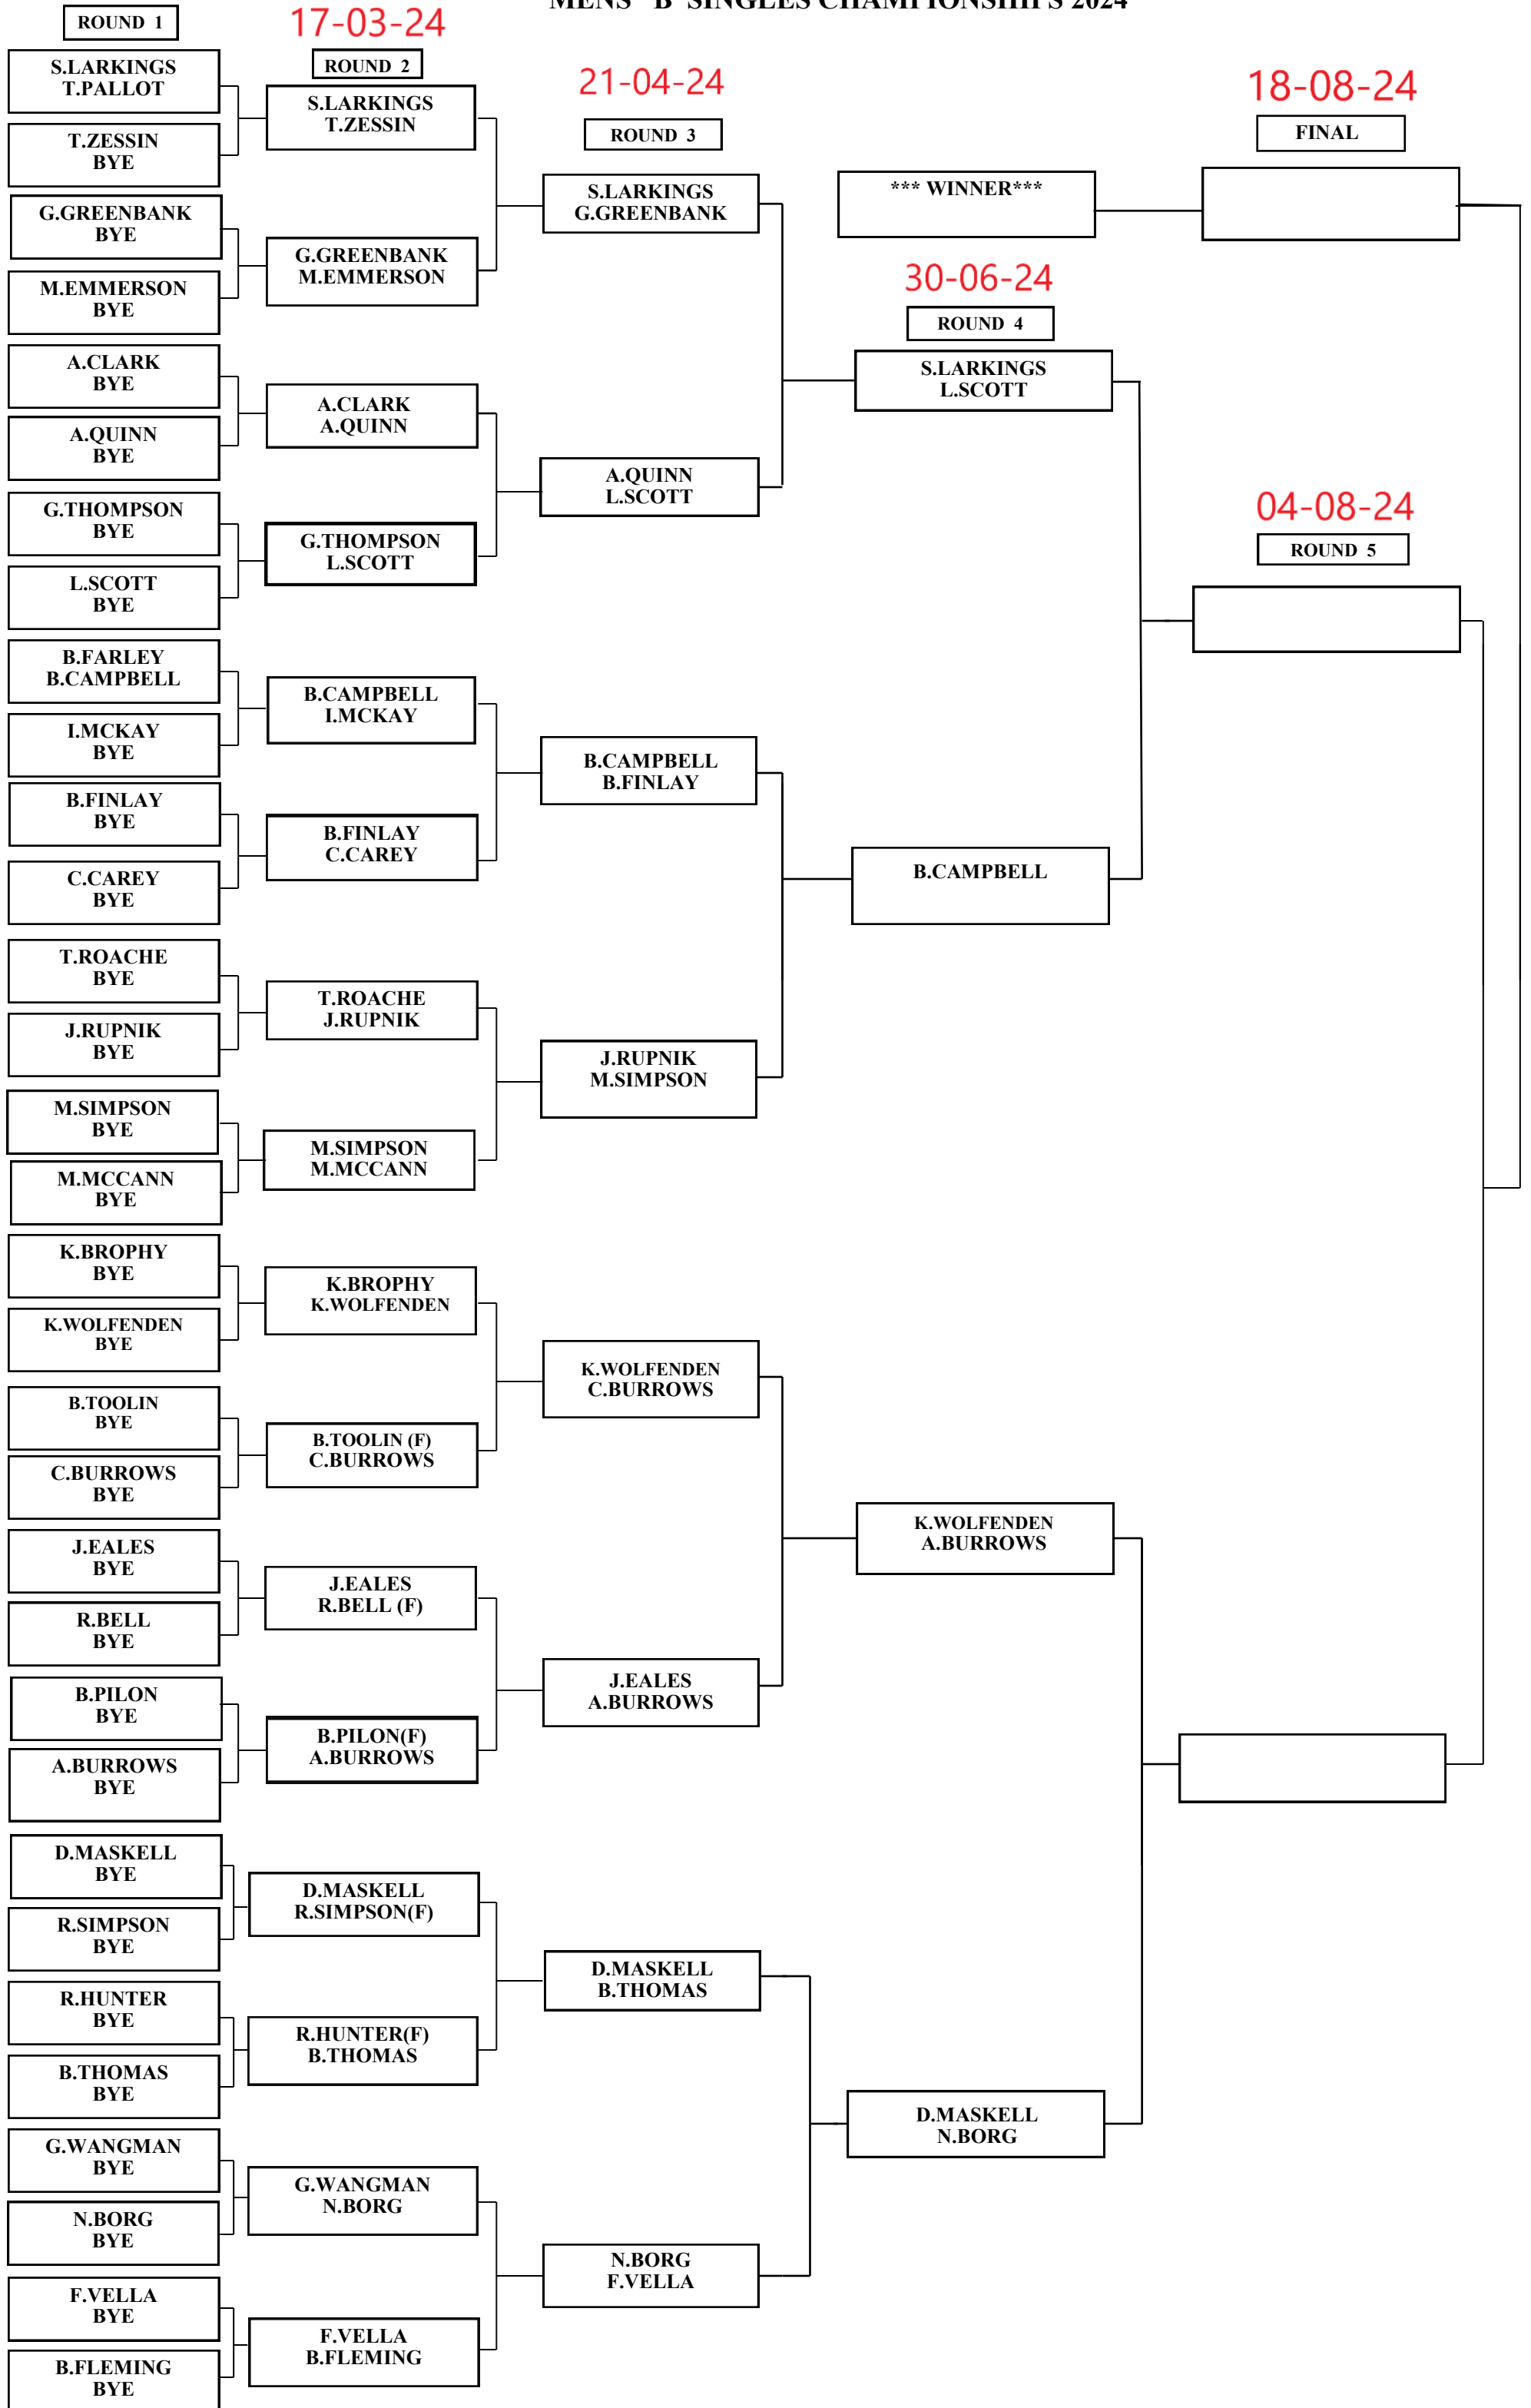 MENS "B" SINGLES CHAMPIONSHIPS 2024
ROUND 1
S.LARKINGS
T.PALLOT
T.ZESSIN
BYE
G.GREENBANK
BYE
M.EMMERSON
BYE
A.CLARK
BYE
A.QUINN
BYE
G.THOMPSON
BYE
L.SCOTT
BYE
B.FARLEY
B.CAMPBELL
I.MCKAY
BYE
B.FINLAY
BYE
C.CAREY
BYE
T.ROACHE
BYE
J.RUPNIK
BYE
M.SIMPSON
BYE
M.MCCANN
BYE
K.BROPHY
BYE
K.WOLFENDEN
BYE
B.TOOLIN
BYE
C.BURROWS
BYE
J.EALES
BYE
R.BELL
BYE
B.PILON
BYE
A.BURROWS
BYE
D.MASKELL
BYE
R.SIMPSON
BYE
R.HUNTER
BYE
B.THOMAS
BYE
G.WANGMAN
BYE
N.BORG
BYE
F.VELLA
BYE
B.FLEMING
BYE
17-03-24
ROUND 2
S.LARKINGS
T.ZESSIN
G.GREENBANK
M.EMMERSON
A.CLARK
A.QUINN
G.THOMPSON
L.SCOTT
B.CAMPBELL
I.MCKAY
B.FINLAY
C.CAREY
T.ROACHE
J.RUPNIK
M.SIMPSON
M.MCCANN
K.BROPHY
K.WOLFENDEN
B.TOOLIN (F)
C.BURROWS
J.EALES
R.BELL (F)
B.PILON(F)
A.BURROWS
D.MASKELL
R.SIMPSON(F)
R.HUNTER(F)
B.THOMAS
G.WANGMAN
N.BORG
F.VELLA
B.FLEMING
21-04-24
ROUND 3
S.LARKINGS
G.GREENBANK
A.QUINN
L.SCOTT
B.CAMPBELL
B.FINLAY
J.RUPNIK
M.SIMPSON
K.WOLFENDEN
C.BURROWS
J.EALES
A.BURROWS
D.MASKELL
B.THOMAS
N.BORG
F.VELLA
*** WINNER***
30-06-24
ROUND 4
S.LARKINGS
L.SCOTT
B.CAMPBELL
K.WOLFENDEN
A.BURROWS
D.MASKELL
N.BORG
18-08-24
FINAL
04-08-24
ROUND 5